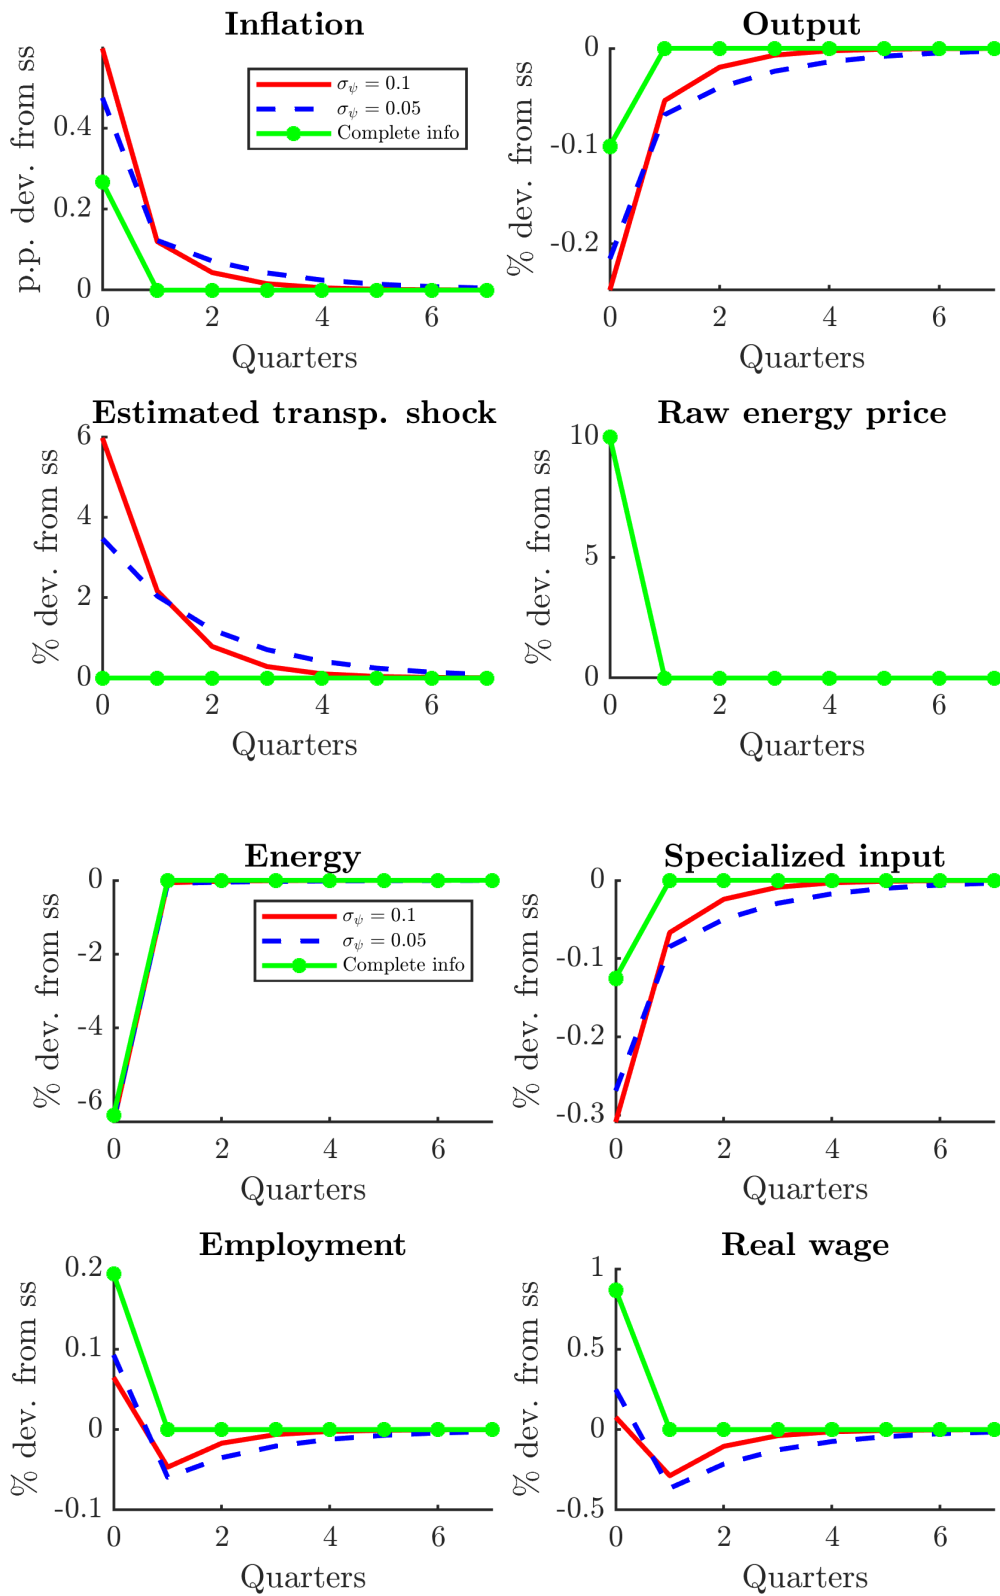 Inflation
p.p. dev. from ss
0.4
0.2
0
σψ = 0.1
σψ = 0.05
Complete info
0 2 4 6
Quarters
Output
% dev. from ss
0
-0.1
-0.2
0 2 4 6
Quarters
Estimated transp. shock
% dev. from ss
6
4
2
0
0 2 4 6
Quarters
Raw energy price
% dev. from ss
10
5
0
0 2 4 6
Quarters
Energy
% dev. from ss
0
-2
-4
-6
σψ = 0.1
σψ = 0.05
Complete info
0 2 4 6
Quarters
Specialized input
% dev. from ss
0
-0.1
-0.2
-0.3
0 2 4 6
Quarters
Employment
% dev. from ss
0.2
0.1
0
-0.1
0 2 4 6
Quarters
Real wage
% dev. from ss
1
0.5
0
-0.5
0 2 4 6
Quarters